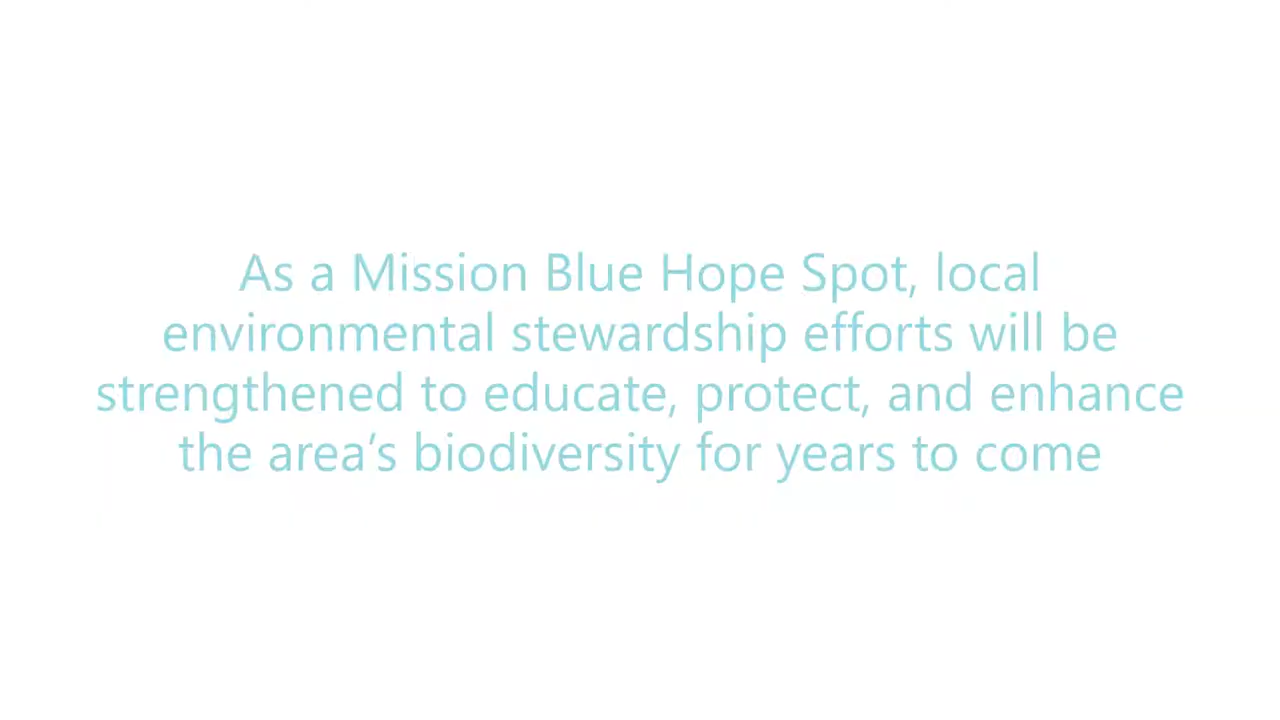 As a Mission Blue Hope Spot, local
environmental stewardship efforts will be
strengthened to educate, protect, and enhance
the area’s biodiversity for years to come